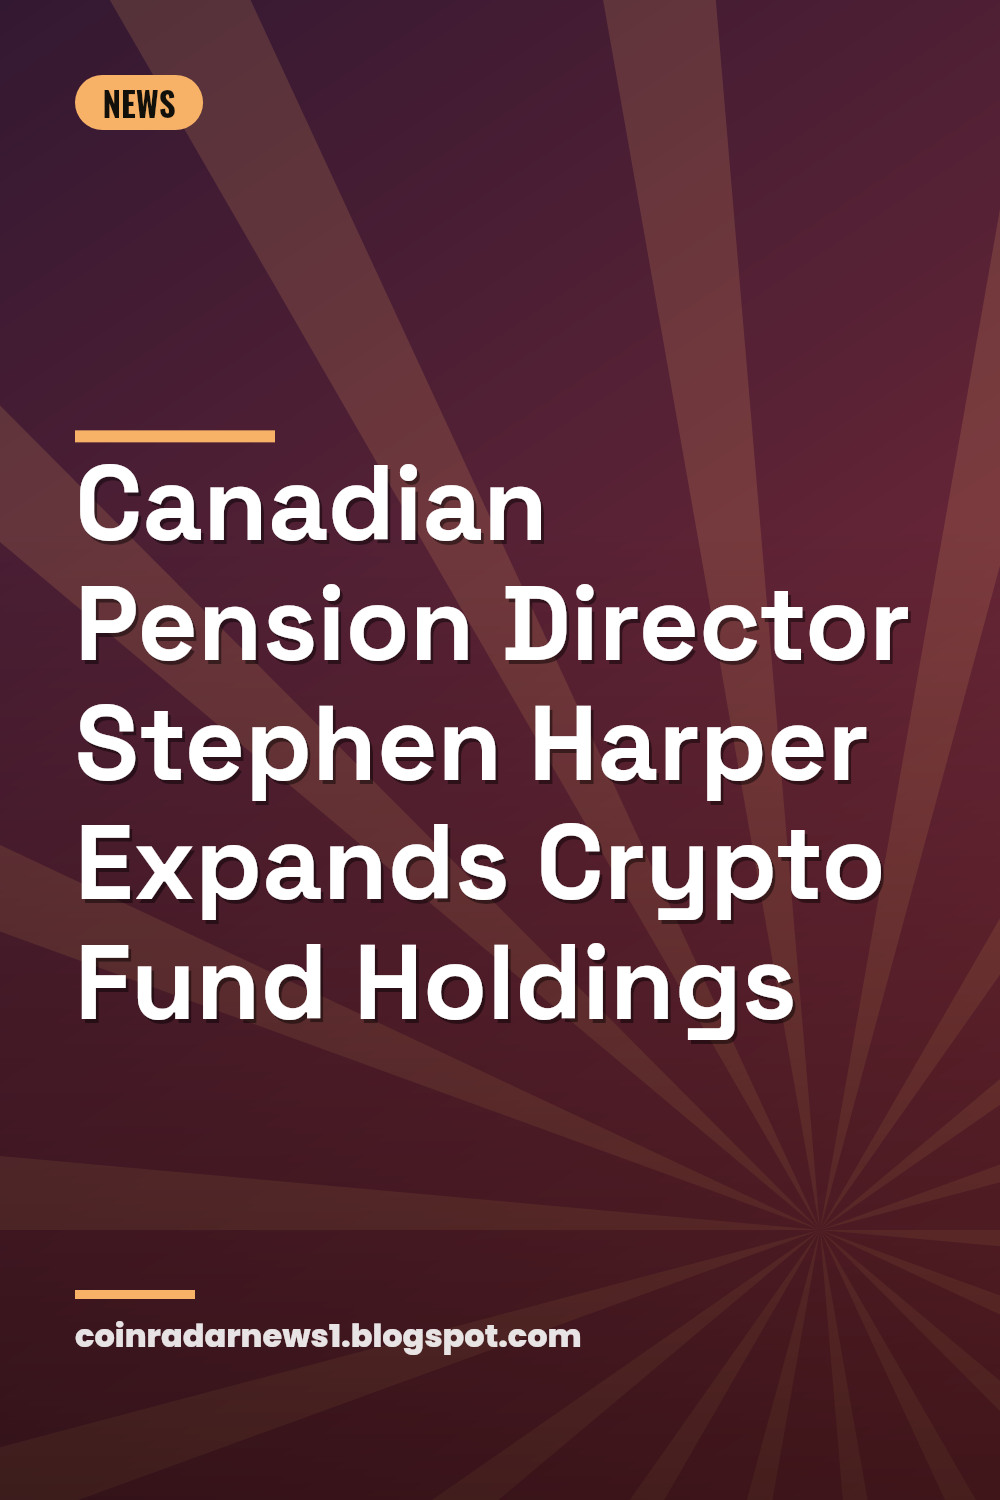 NEWS
Canadian
Pension Director
Stephen Harper
Expands Crypto
Fund Holdings
coinradarnews1.blogspot.com